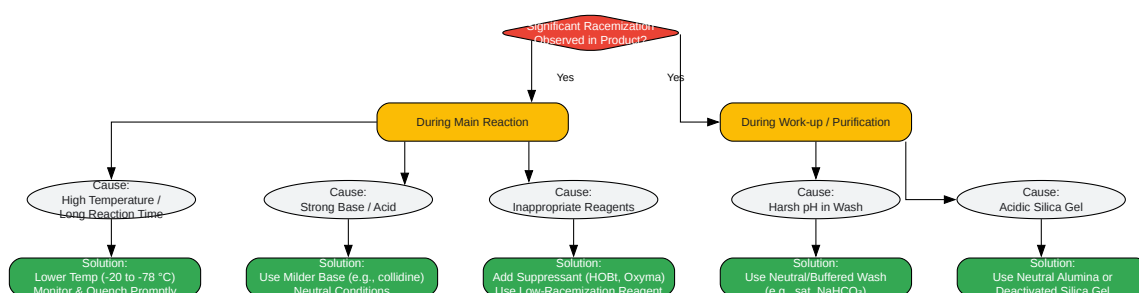 Significant Racemization
Observed in Product?
Yes
Yes
During Main Reaction
During Work-up / Purification
Cause:
High Temperature /
Long Reaction Time
Cause:
Strong Base / Acid
Cause:
Inappropriate Reagents
Cause:
Harsh pH in Wash
Cause:
Acidic Silica Gel
Solution:
Lower Temp (-20 to -78 °C)
Monitor & Quench Promptly
Solution:
Use Milder Base (e.g., collidine)
Neutral Conditions
Solution:
Add Suppressant (HOBt, Oxyma)
Use Low-Racemization Reagent
Solution:
Use Neutral/Buffered Wash
(e.g., sat. NaHCO₃)
Solution:
Use Neutral Alumina or
Deactivated Silica Gel